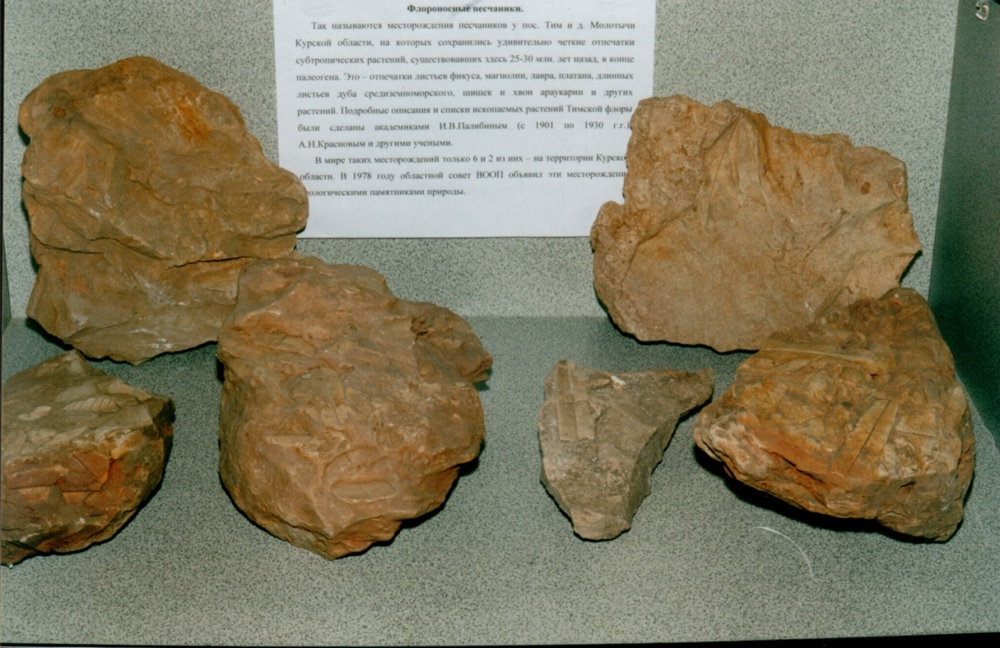 Флороносные песчаники.
Так называются месторождения песчаников у пос. Тим и д. Молотычи
Курской области, на которых сохранились удивительно четкие отпечатки
субтропических растений, существовавших здесь 25-30 млн. лет назад, в конце
палеогена. Это – отпечатки листьев фикуса, магнолии, лавра, платана, длинных
листьев дуба средиземноморского, шишек и хвои араукарии и других
растений. Подробные описания и списки ископаемых растений Тимской флоры
были сделаны академиками И.В.Палибиным (с 1901 по 1930 г.г.),
А.Н.Красновым и другими учеными.
В мире таких месторождений только 6 и 2 из них – на территории Курско
области. В 1978 году областной совет ВООП объявил эти месторождени
еологическими памятниками природы.